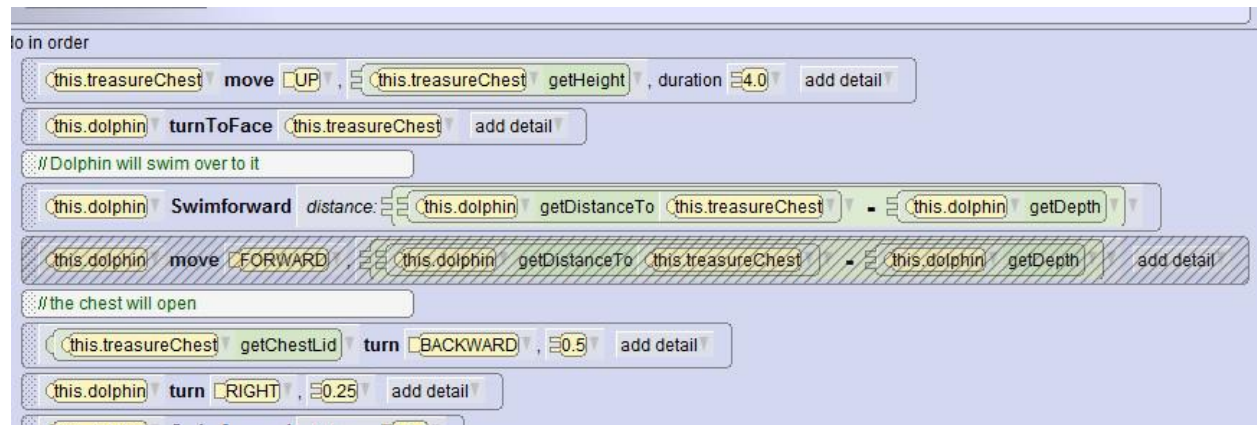 do in order
this.treasureChest move UP , this.treasureChest getHeight , duration 4.0 add detail
this.dolphin turnToFace this.treasureChest add detail
// Dolphin will swim over to it
this.dolphin Swimforward distance: this.dolphin getDistanceTo this.treasureChest - this.dolphin getDepth
this.dolphin move FORWARD , this.dolphin getDistanceTo this.treasureChest - this.dolphin getDepth add detail
// the chest will open
this.treasureChest getChestLid turn BACKWARD , 0.5 add detail
this.dolphin turn RIGHT , 0.25 add detail